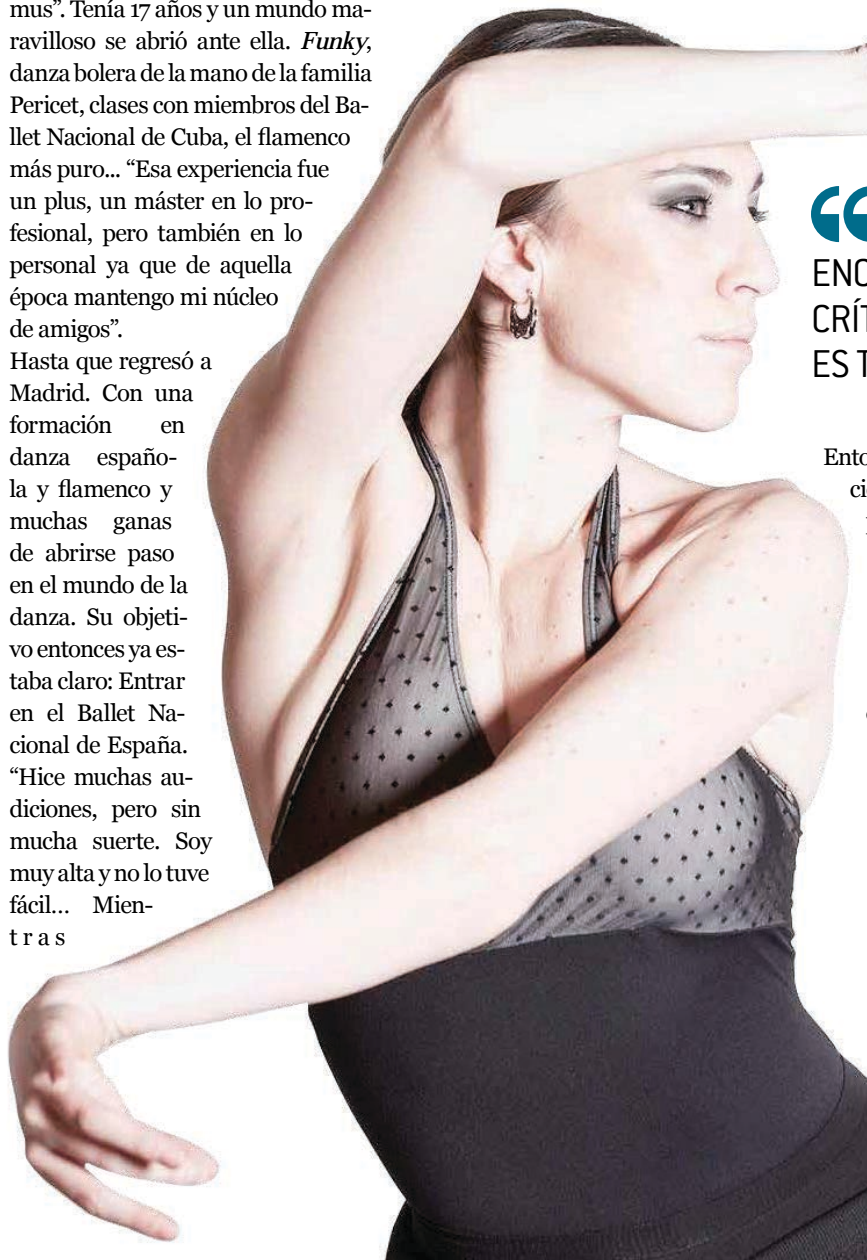 mus”. Tenía 17 años y un mundo ma-
ravilloso se abrió ante ella. Funky,
danza bolera de la mano de la familia
Pericet, clases con miembros del Ba-
llet Nacional de Cuba, el flamenco
más puro... “Esa experiencia fue
un plus, un máster en lo pro-
fesional, pero también en lo
personal ya que de aquella
época mantengo mi núcleo
de amigos”.
Hasta que regresó a
Madrid. Con una
formación en
danza españo-
la y flamenco y
muchas ganas
de abrirse paso
en el mundo de la
danza. Su objeti-
vo entonces ya es-
taba claro: Entrar
en el Ballet Na-
cional de España.
“Hice muchas au-
diciones, pero sin
mucha suerte. Soy
muy alta y no lo tuve
fácil... Mien-
tras
“
ES